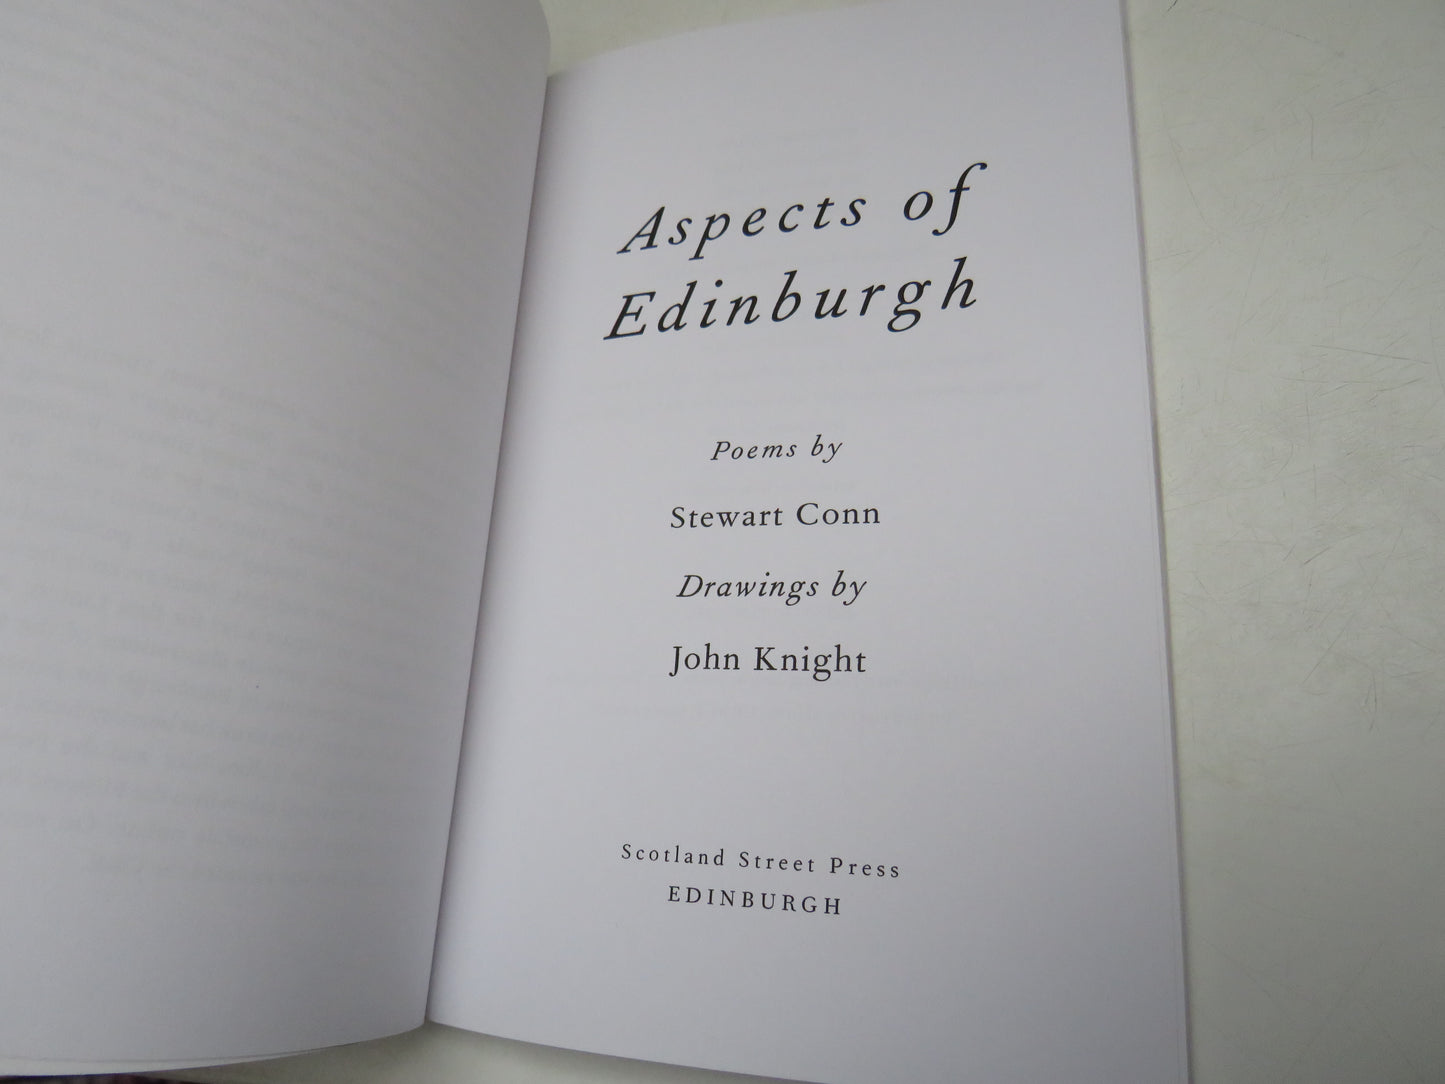 Aspects of
Edinburgh
Poems by
Stewart Conn
Drawings by
John Knight
Scotland Street Press
EDINBURGH